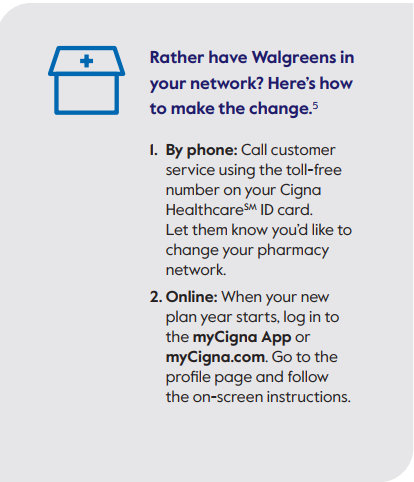 Rather have Walgreens in
your network? Here's how
to make the change.⁵
1. By phone: Call customer
service using the toll-free
number on your Cigna
Healthcare℠ ID card.
Let them know you'd like to
change your pharmacy
network.
2. Online: When your new
plan year starts, log in to
the myCigna App or
myCigna.com. Go to the
profile page and follow
the on-screen instructions.